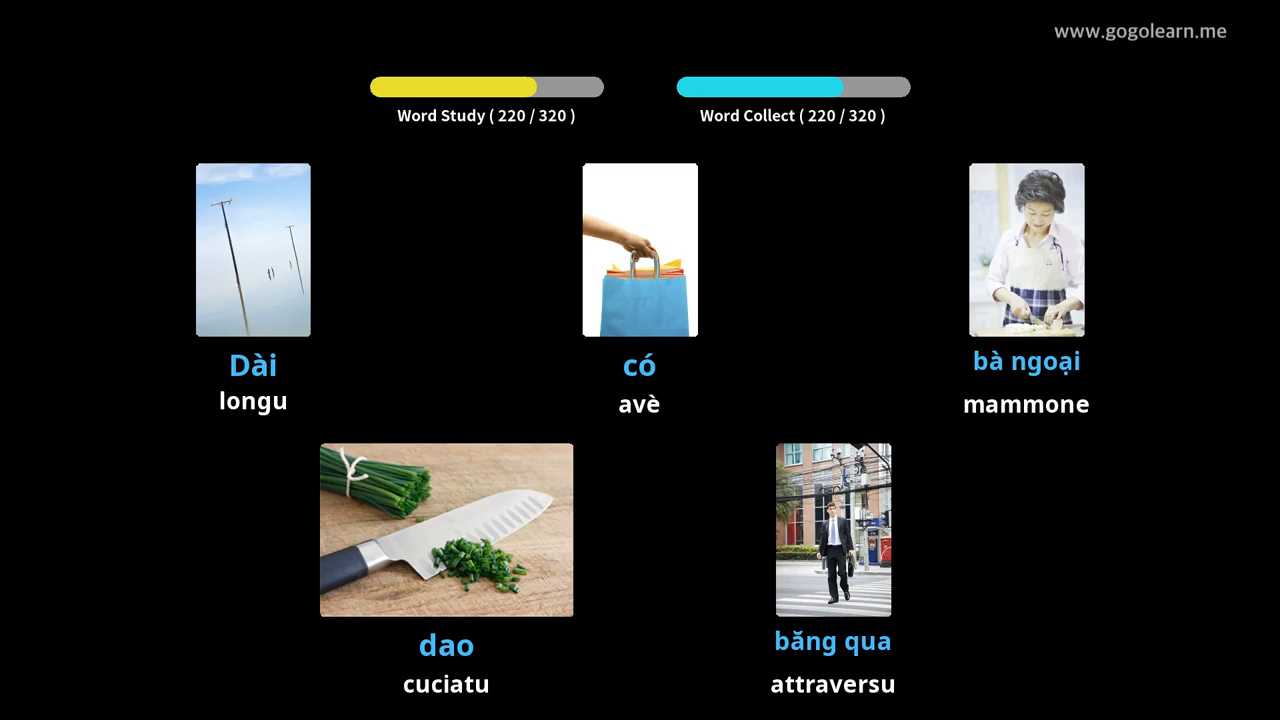 www.gogolearn.me
Word Study ( 220 / 320 )
Word Collect ( 220 / 320 )
Dài
longu
có
avè
bà ngoại
mammone
dao
cuciatu
băng qua
attraversu